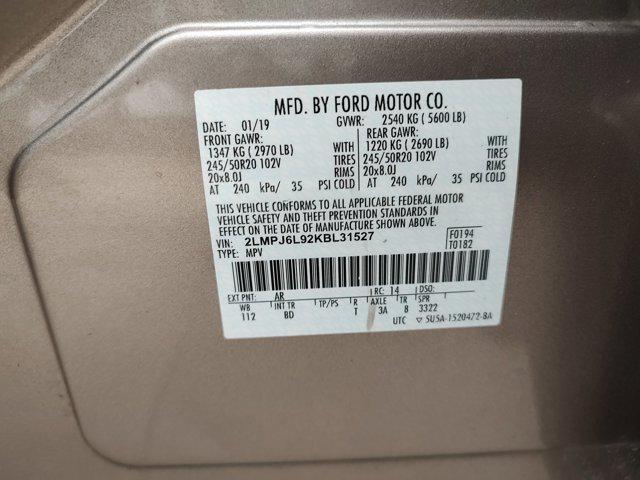 MFD. BY FORD MOTOR CO.
DATE: 01/19 GVWR: 2540 KG ( 5600 LB)
FRONT GAWR: REAR GAWR:
1347 KG ( 2970 LB) WITH 1220 KG ( 2690 LB) WITH
245/50R20 102V TIRES 245/50R20 102V TIRES
20x8.0J RIMS 20x8.0J RIMS
AT 240 kPa/ 35 PSI COLD AT 240 kPa/ 35 PSI COLD
THIS VEHICLE CONFORMS TO ALL APPLICABLE FEDERAL MOTOR
VEHICLE SAFETY AND THEFT PREVENTION STANDARDS IN
EFFECT ON THE DATE OF MANUFACTURE SHOWN ABOVE.
VIN: 2LMPJ6L92KBL31527 F0194
TYPE: MPV T0182
EXT PNT: AR RC: 14 DSO:
WB INT TR TP/PS R AXLE TR SPR
112 BD T 3A 8 3322
UTC ▽ 5U5A-1520472-BA